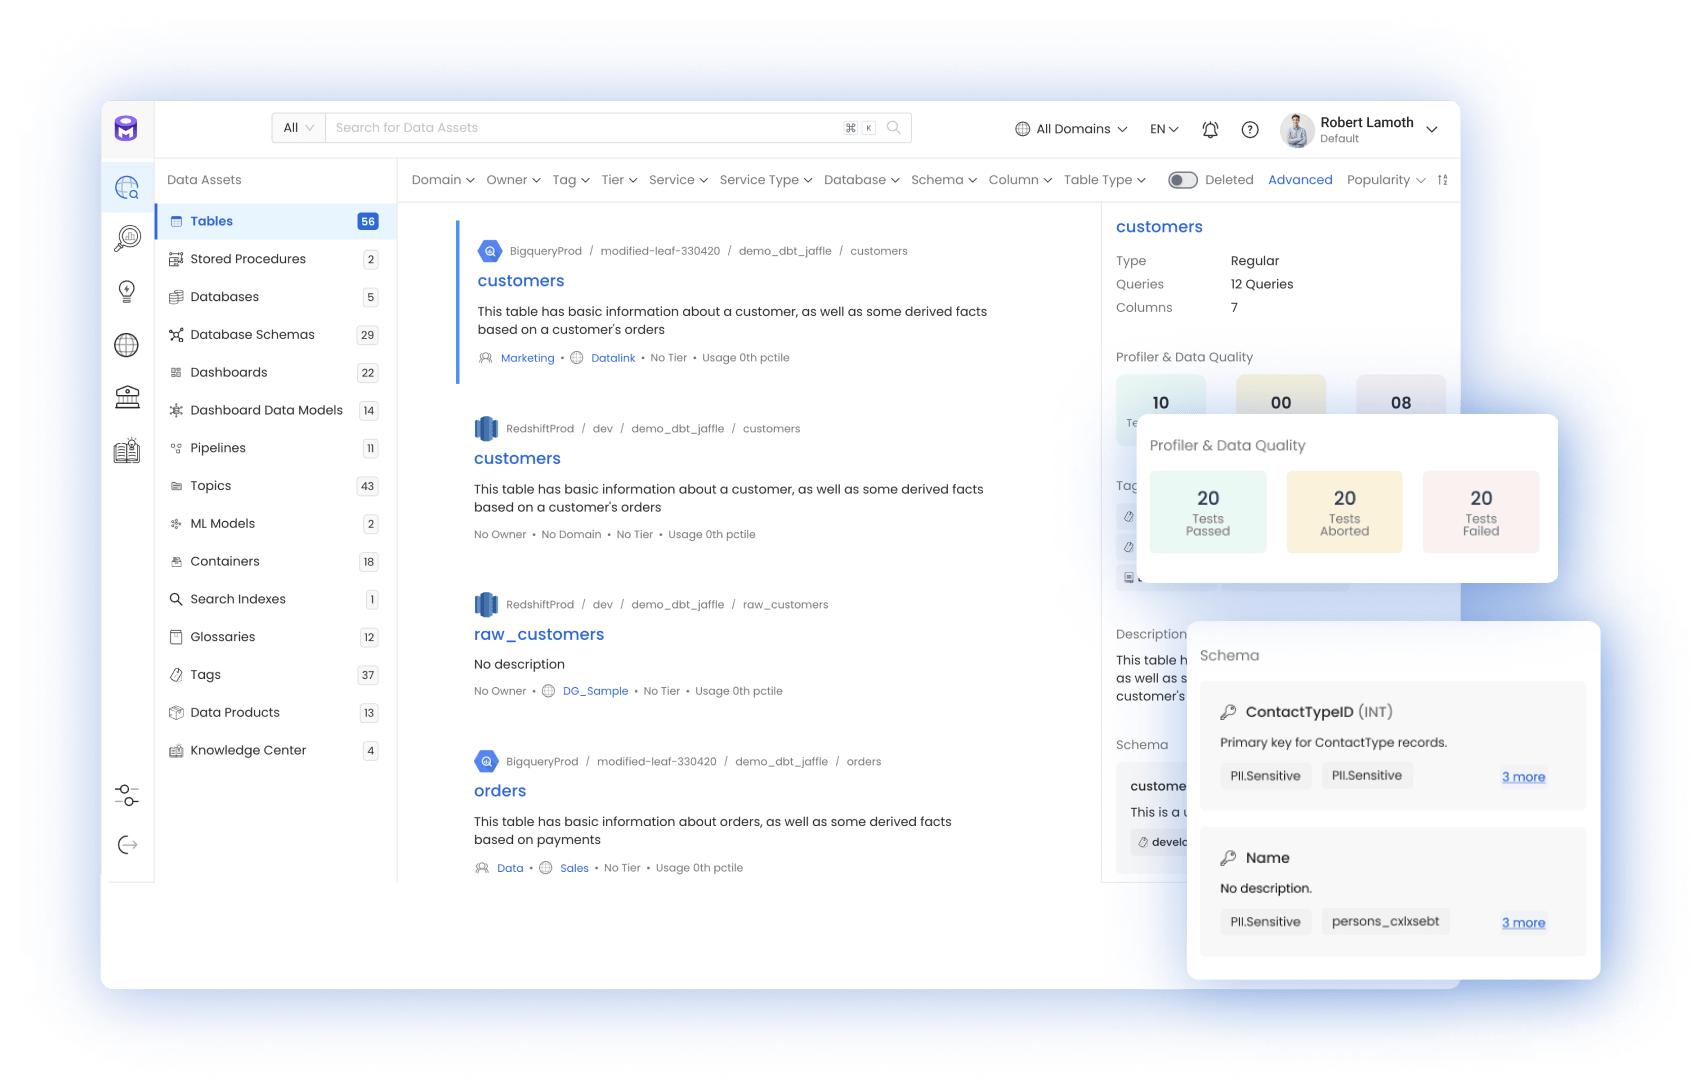 All
Search for Data Assets
⌘ K
All Domains
EN
Robert Lamoth
Default
Data Assets
Tables 56
Stored Procedures 2
Databases 5
Database Schemas 29
Dashboards 22
Dashboard Data Models 14
Pipelines 11
Topics 43
ML Models 2
Containers 18
Search Indexes 1
Glossaries 12
Tags 37
Data Products 13
Knowledge Center 4
Domain Owner Tag Tier Service Service Type Database Schema Column Table Type Deleted Advanced Popularity
BigqueryProd / modified-leaf-330420 / demo_dbt_jaffle / customers
customers
This table has basic information about a customer, as well as some derived facts
based on a customer's orders
Marketing • Datalink • No Tier • Usage 0th pctile
RedshiftProd / dev / demo_dbt_jaffle / customers
customers
This table has basic information about a customer, as well as some derived facts
based on a customer's orders
No Owner • No Domain • No Tier • Usage 0th pctile
RedshiftProd / dev / demo_dbt_jaffle / raw_customers
raw_customers
No description
No Owner • DG_Sample • No Tier • Usage 0th pctile
BigqueryProd / modified-leaf-330420 / demo_dbt_jaffle / orders
orders
This table has basic information about orders, as well as some derived facts
based on payments
Data • Sales • No Tier • Usage 0th pctile
customers
Type Regular
Queries 12 Queries
Columns 7
Profiler & Data Quality
10 00 08
Te
Tag
Description
This table h
as well as s
customer's
Schema
custome
This is a u
develo
Profiler & Data Quality
20 20 20
Tests Tests Tests
Passed Aborted Failed
Schema
ContactTypeID (INT)
Primary key for ContactType records.
PII.Sensitive PII.Sensitive 3 more
Name
No description.
PII.Sensitive persons_cxlxsebt 3 more